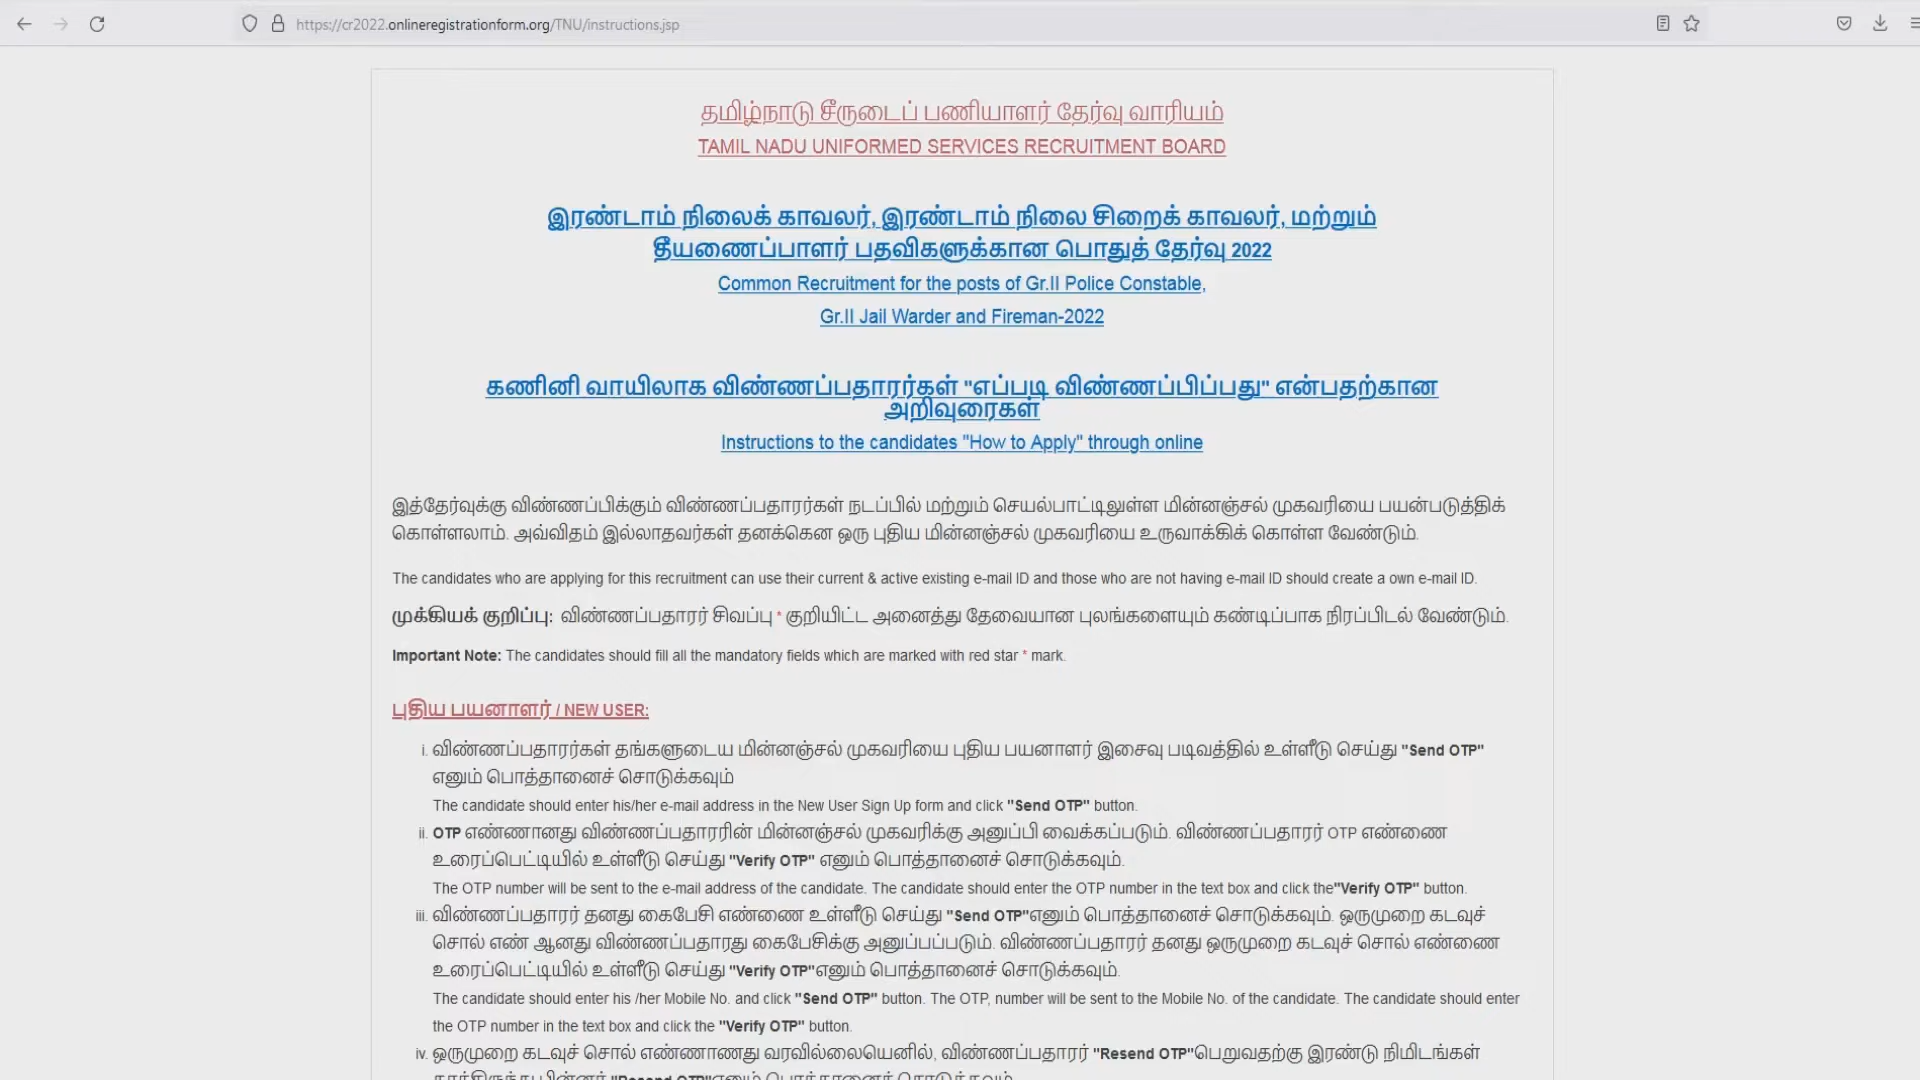 https://cr2022.onlineregistrationform.org/TNU/instructions.jsp
தமிழ்நாடு சீருடைப் பணியாளர் தேர்வு வாரியம்
TAMIL NADU UNIFORMED SERVICES RECRUITMENT BOARD
இரண்டாம் நிலைக் காவலர், இரண்டாம் நிலை சிறைக் காவலர், மற்றும்
தீயணைப்பாளர் பதவிகளுக்கான பொதுத் தேர்வு 2022
Common Recruitment for the posts of Gr.II Police Constable,
Gr.II Jail Warder and Fireman-2022
கணினி வாயிலாக விண்ணப்பதாரர்கள் "எப்படி விண்ணப்பிப்பது" என்பதற்கான
அறிவுரைகள்
Instructions to the candidates "How to Apply" through online
இத்தேர்வுக்கு விண்ணப்பிக்கும் விண்ணப்பதாரர்கள் நடப்பில் மற்றும் செயல்பாட்டிலுள்ள மின்னஞ்சல் முகவரியை பயன்படுத்திக்
கொள்ளலாம். அவ்விதம் இல்லாதவர்கள் தனக்கென ஒரு புதிய மின்னஞ்சல் முகவரியை உருவாக்கிக் கொள்ள வேண்டும்.
The candidates who are applying for this recruitment can use their current & active existing e-mail ID and those who are not having e-mail ID should create a own e-mail ID.
முக்கியக் குறிப்பு: விண்ணப்பதாரர் சிவப்பு * குறியிட்ட அனைத்து தேவையான புலங்களையும் கண்டிப்பாக நிரப்பிடல் வேண்டும்.
Important Note: The candidates should fill all the mandatory fields which are marked with red star * mark.
புதிய பயனாளர் / NEW USER:
i. விண்ணப்பதாரர்கள் தங்களுடைய மின்னஞ்சல் முகவரியை புதிய பயனாளர் இசைவு படிவத்தில் உள்ளீடு செய்து "Send OTP"
எனும் பொத்தானைச் சொடுக்கவும்
The candidate should enter his/her e-mail address in the New User Sign Up form and click "Send OTP" button.
ii. OTP எண்ணானது விண்ணப்பதாரரின் மின்னஞ்சல் முகவரிக்கு அனுப்பி வைக்கப்படும். விண்ணப்பதாரர் OTP எண்ணை
உரைப்பெட்டியில் உள்ளீடு செய்து "Verify OTP" எனும் பொத்தானைச் சொடுக்கவும்.
The OTP number will be sent to the e-mail address of the candidate. The candidate should enter the OTP number in the text box and click the"Verify OTP" button.
iii. விண்ணப்பதாரர் தனது கைபேசி எண்ணை உள்ளீடு செய்து "Send OTP"எனும் பொத்தானைச் சொடுக்கவும். ஒருமுறை கடவுச்
சொல் எண் ஆனது விண்ணப்பதாரது கைபேசிக்கு அனுப்பப்படும். விண்ணப்பதாரர் தனது ஒருமுறை கடவுச் சொல் எண்ணை
உரைப்பெட்டியில் உள்ளீடு செய்து "Verify OTP"எனும் பொத்தானைச் சொடுக்கவும்.
The candidate should enter his /her Mobile No. and click "Send OTP" button. The OTP, number will be sent to the Mobile No. of the candidate. The candidate should enter
the OTP number in the text box and click the "Verify OTP" button.
iv. ஒருமுறை கடவுச் சொல் எண்ணாணது வரவில்லையெனில், விண்ணப்பதாரர் "Resend OTP"பெறுவதற்கு இரண்டு நிமிடங்கள்
காத்திருந்து பின்னர் "Resend OTP"எனும் பொத்தானைச் சொடுக்கவும்.